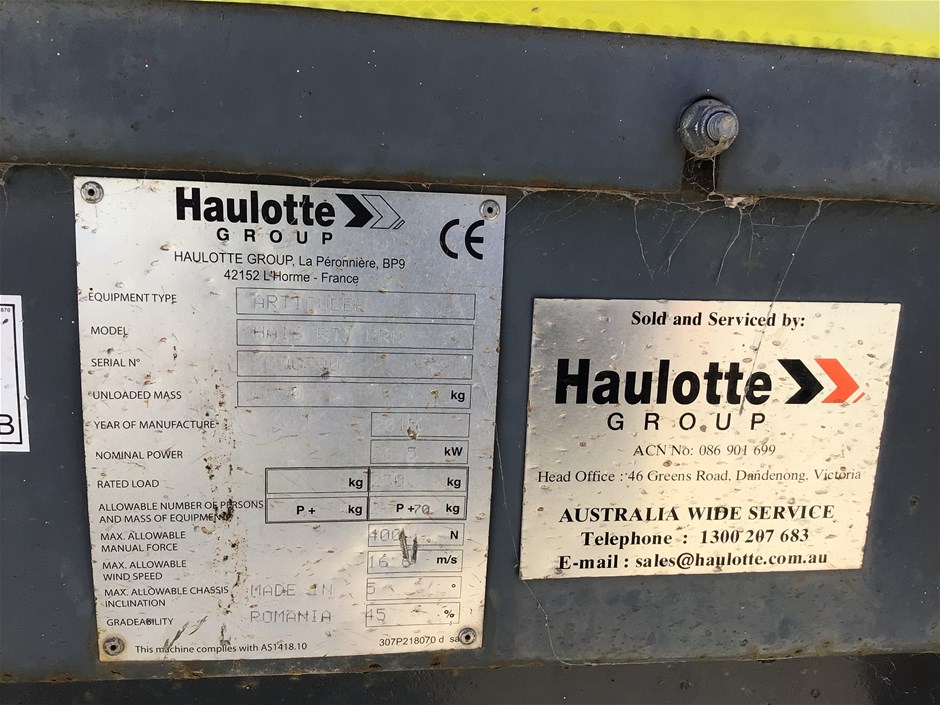 Haulotte
GROUP
CE
HAULOTTE GROUP, La Péronnière, BP9
42152 L'Horme - France
EQUIPMENT TYPE
MODEL
SERIAL N°
UNLOADED MASS kg
YEAR OF MANUFACTURE
NOMINAL POWER kW
RATED LOAD kg kg
ALLOWABLE NUMBER OF PERSONS
AND MASS OF EQUIPMENT P + kg P + 70 kg
MAX. ALLOWABLE
MANUAL FORCE 400 N
MAX. ALLOWABLE
WIND SPEED m/s
MAX. ALLOWABLE CHASSIS
INCLINATION MADE IN 5 °
GRADEABILITY ROMANIA 45 %
307P218070 d
This machine complies with AS1418.10
B
Sold and Serviced by:
Haulotte
GROUP
ACN No: 086 901 699
Head Office : 46 Greens Road, Dandenong, Victoria
AUSTRALIA WIDE SERVICE
Telephone : 1300 207 683
E-mail : sales@haulotte.com.au